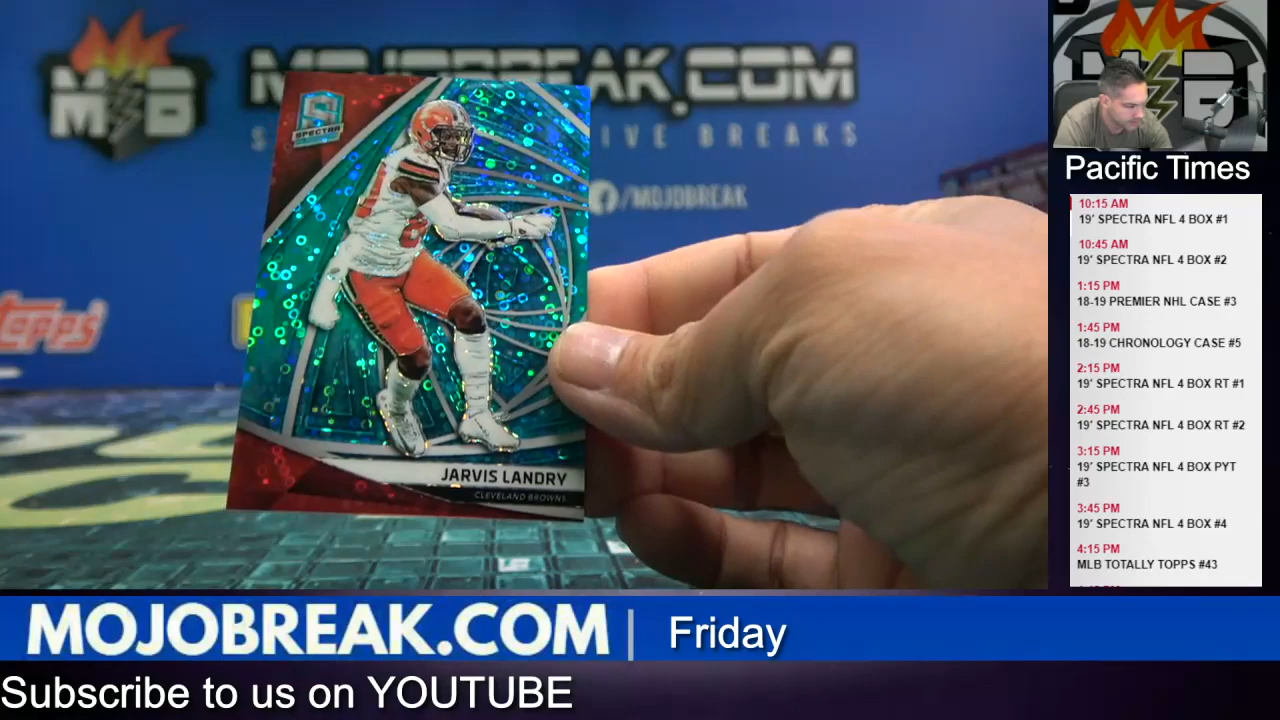 MOJOBREAK.COM
/MOJOBREAK
SPECTRA
JARVIS LANDRY
CLEVELAND BROWNS
Pacific Times
10:15 AM
19' SPECTRA NFL 4 BOX #1
10:45 AM
19' SPECTRA NFL 4 BOX #2
1:15 PM
18-19 PREMIER NHL CASE #3
1:45 PM
18-19 CHRONOLOGY CASE #5
2:15 PM
19' SPECTRA NFL 4 BOX RT #1
2:45 PM
19' SPECTRA NFL 4 BOX RT #2
3:15 PM
19' SPECTRA NFL 4 BOX PYT
#3
3:45 PM
19' SPECTRA NFL 4 BOX #4
4:15 PM
MLB TOTALLY TOPPS #43
MOJOBREAK.COM | Friday
Subscribe to us on YOUTUBE